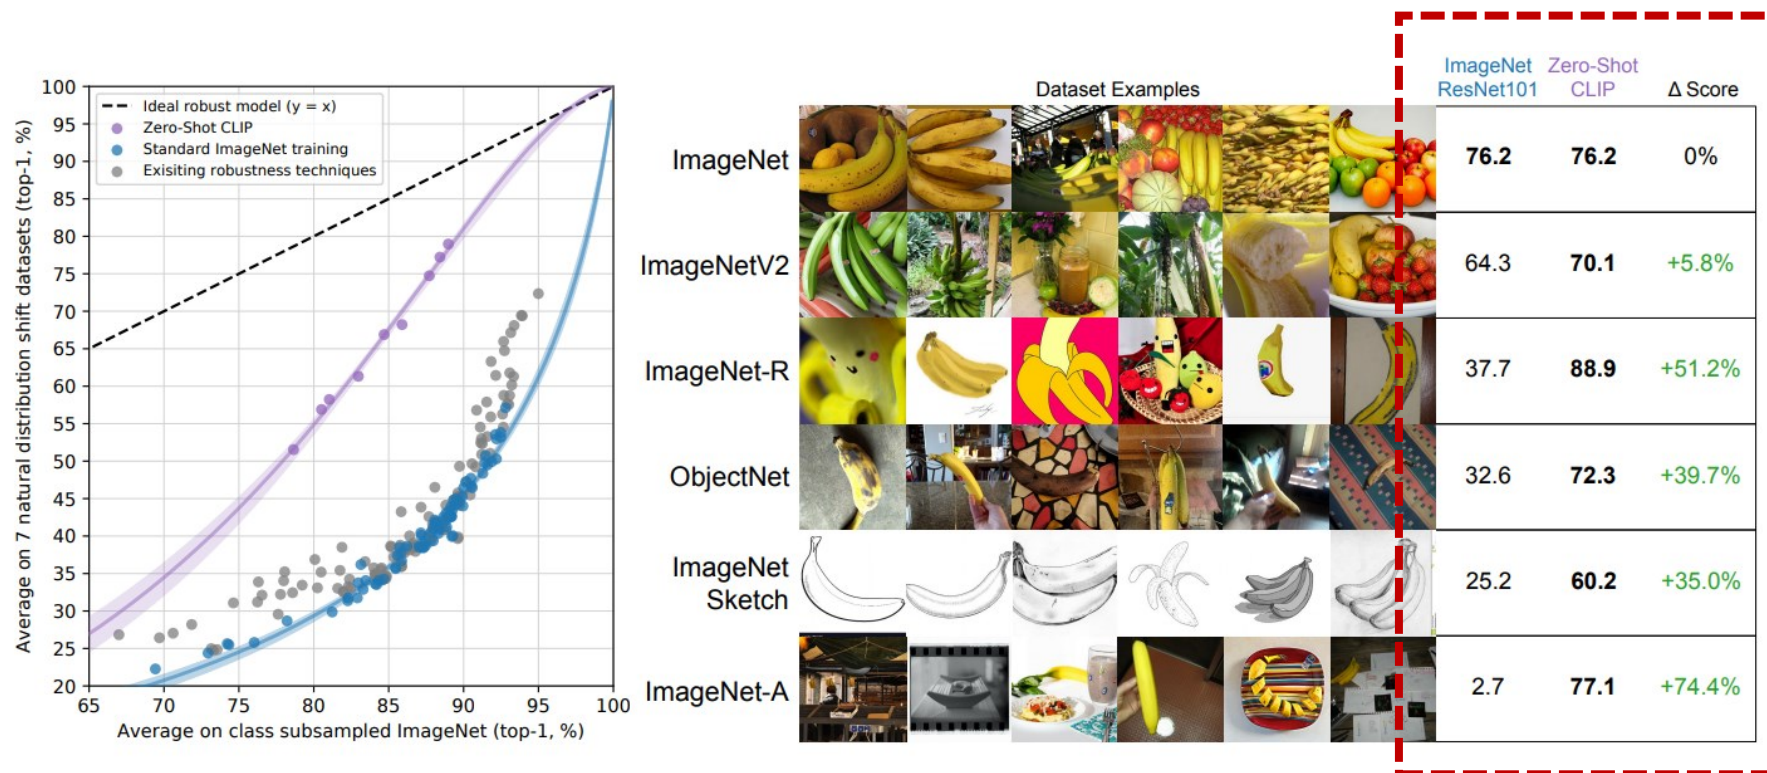 100
95
90
85
80
75
70
65
60
55
50
45
40
35
30
25
20
Average on 7 natural distribution shift datasets (top-1, %)
Ideal robust model (y = x)
Zero-Shot CLIP
Standard ImageNet training
Exisiting robustness techniques
65 70 75 80 85 90 95 100
Average on class subsampled ImageNet (top-1, %)
Dataset Examples
ImageNet
ResNet101
Zero-Shot
CLIP
Δ Score
ImageNet 76.2 76.2 0%
ImageNetV2 64.3 70.1 +5.8%
ImageNet-R 37.7 88.9 +51.2%
ObjectNet 32.6 72.3 +39.7%
ImageNet
Sketch 25.2 60.2 +35.0%
ImageNet-A 2.7 77.1 +74.4%